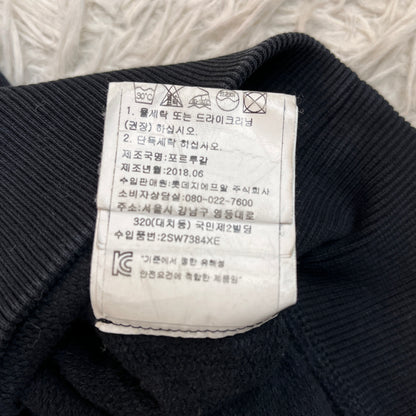 30℃
1. 물세탁 또는 드라이크리닝
(권장) 하십시오.
2. 단독세탁 하십시오.
제조국명:포르루갈
제조년월:2018.06
수입판매원:롯데지에프알 주식회사
소비자상담실: 080-022-7600
주소:서울시 강남구 영동대로
320(대치동) 국민제2빌딩
수입품번:2SW7384XE
"기준에서 정한 유해성
안전요건에 적합한 제품임"